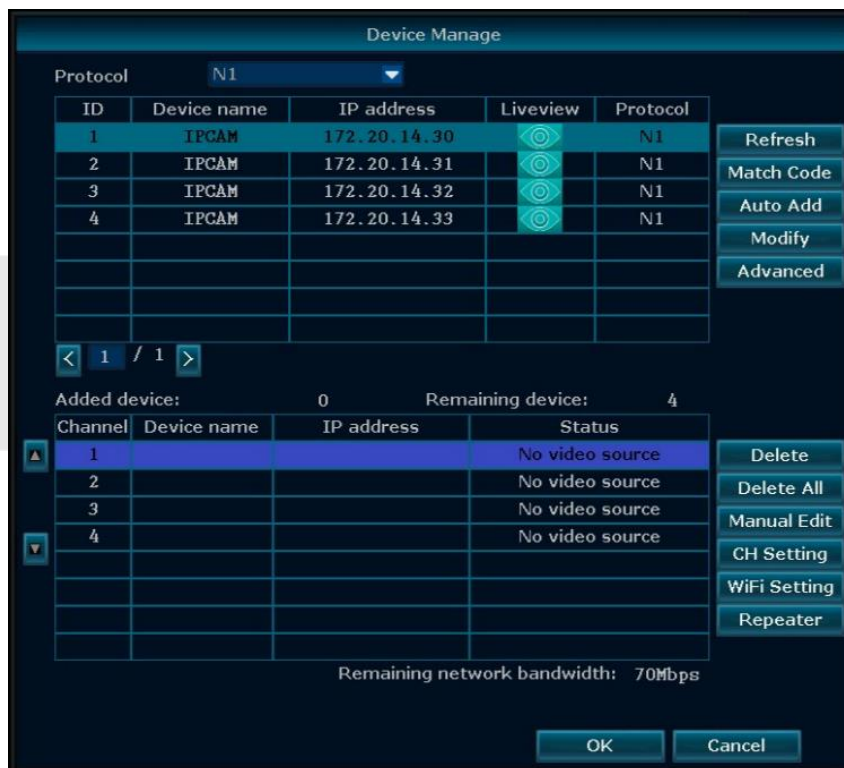 Device Manage
Protocol N1
ID Device name IP address Liveview Protocol
1 IPCAM 172.20.14.30 N1 Refresh
2 IPCAM 172.20.14.31 N1 Match Code
3 IPCAM 172.20.14.32 N1 Auto Add
4 IPCAM 172.20.14.33 N1 Modify
Advanced
< 1 / 1 >
Added device: 0 Remaining device: 4
Channel Device name IP address Status
1 No video source Delete
2 No video source Delete All
3 No video source Manual Edit
4 No video source CH Setting
WiFi Setting
Repeater
Remaining network bandwidth: 70Mbps
OK Cancel